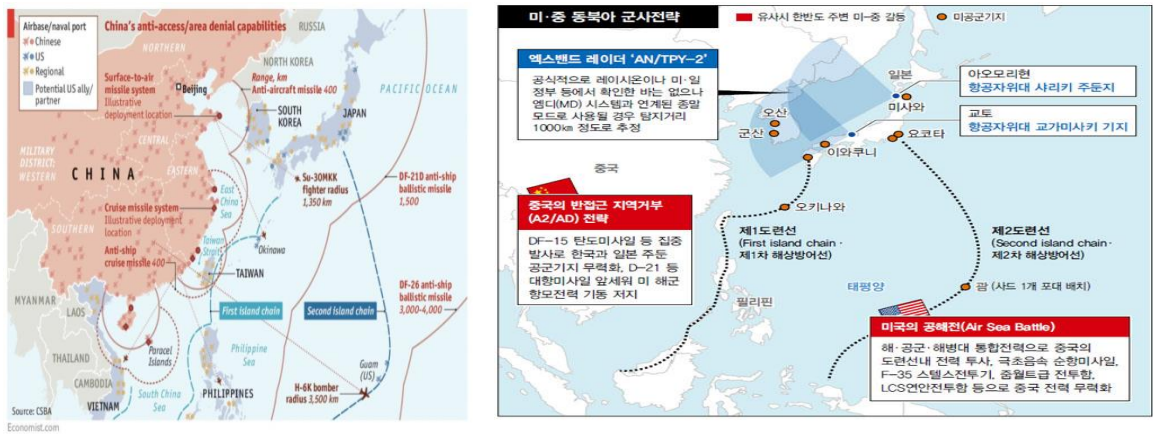 Airbase/naval port
Chinese
US
Regional
Potential US ally/
partner
China's anti-access/area denial capabilities
RUSSIA
NORTHERN
NORTH KOREA
Surface-to-air
missile system
Illustrative
deployment location
Beijing
Range, km
Anti-aircraft missile 400
PACIFIC OCEAN
SOUTH
KOREA
JAPAN
CENTRAL
EASTERN
MILITARY
DISTRICT:
WESTERN
CHINA
Su-30MKK
fighter radius
1,350 km
DF-21D anti-ship
ballistic missile
1,500
East
China
Sea
Cruise missile system
Illustrative deployment
location
Anti-ship
cruise missile 400
Taiwan
Strait
Okinawa
TAIWAN
DF-26 anti-ship
ballistic missile
3,000-4,000
MYANMAR
LAOS
First island chain
Second island chain
Paracel
Islands
Philippine
Sea
THAILAND
Guam
(US)
CAMBODIA
South China
Sea
H-6K bomber
radius 3,500 km
VIETNAM
PHILIPPINES
Source: CSBA
Economist.com
미·중 동북아 군사전략
유사시 한반도 주변 미-중 갈등
미공군기지
엑스밴드 레이더 'AN/TPY-2'
공식적으로 레이시온이나 미·일
정부 등에서 확인한 바는 없으나
엠디(MD) 시스템과 연계된 종말
모드로 사용될 경우 탐지거리
1000㎞ 정도로 추정
일본
아오모리현
항공자위대 샤리키 주둔지
미사와
오산
군산
교토
항공자위대 교가미사키 기지
요코타
이와쿠니
중국
중국의 반접근 지역거부
(A2/AD) 전략
DF-15 탄도미사일 등 집중
발사로 한국과 일본 주둔
공군기지 무력화, D-21 등
대항미사일 앞세워 미 해군
항모전력 기동 저지
오키나와
제1도련선
(First island chain·
제1차 해상방어선)
제2도련선
(Second island chain·
제2차 해상방어선)
태평양
괌 (사드 1개 포대 배치)
필리핀
미국의 공해전(Air Sea Battle)
해·공군·해병대 통합전력으로 중국의
도련선내 전력 투사, 극초음속 순항미사일,
F-35 스텔스전투기, 줌월트급 전투함,
LCS연안전투함 등으로 중국 전력 무력화